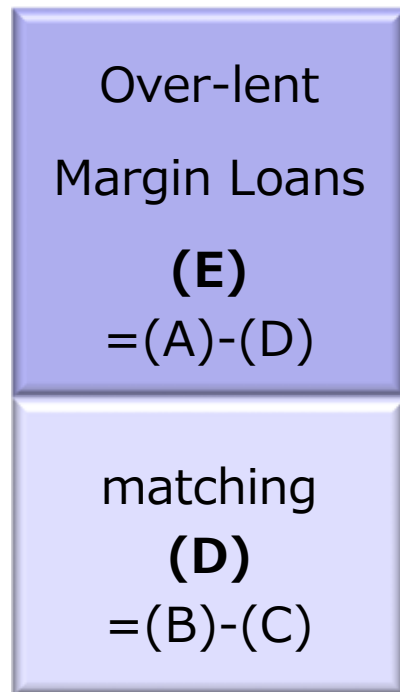 Over-lent
Margin Loans
(E)
=(A)-(D)
matching
(D)
=(B)-(C)